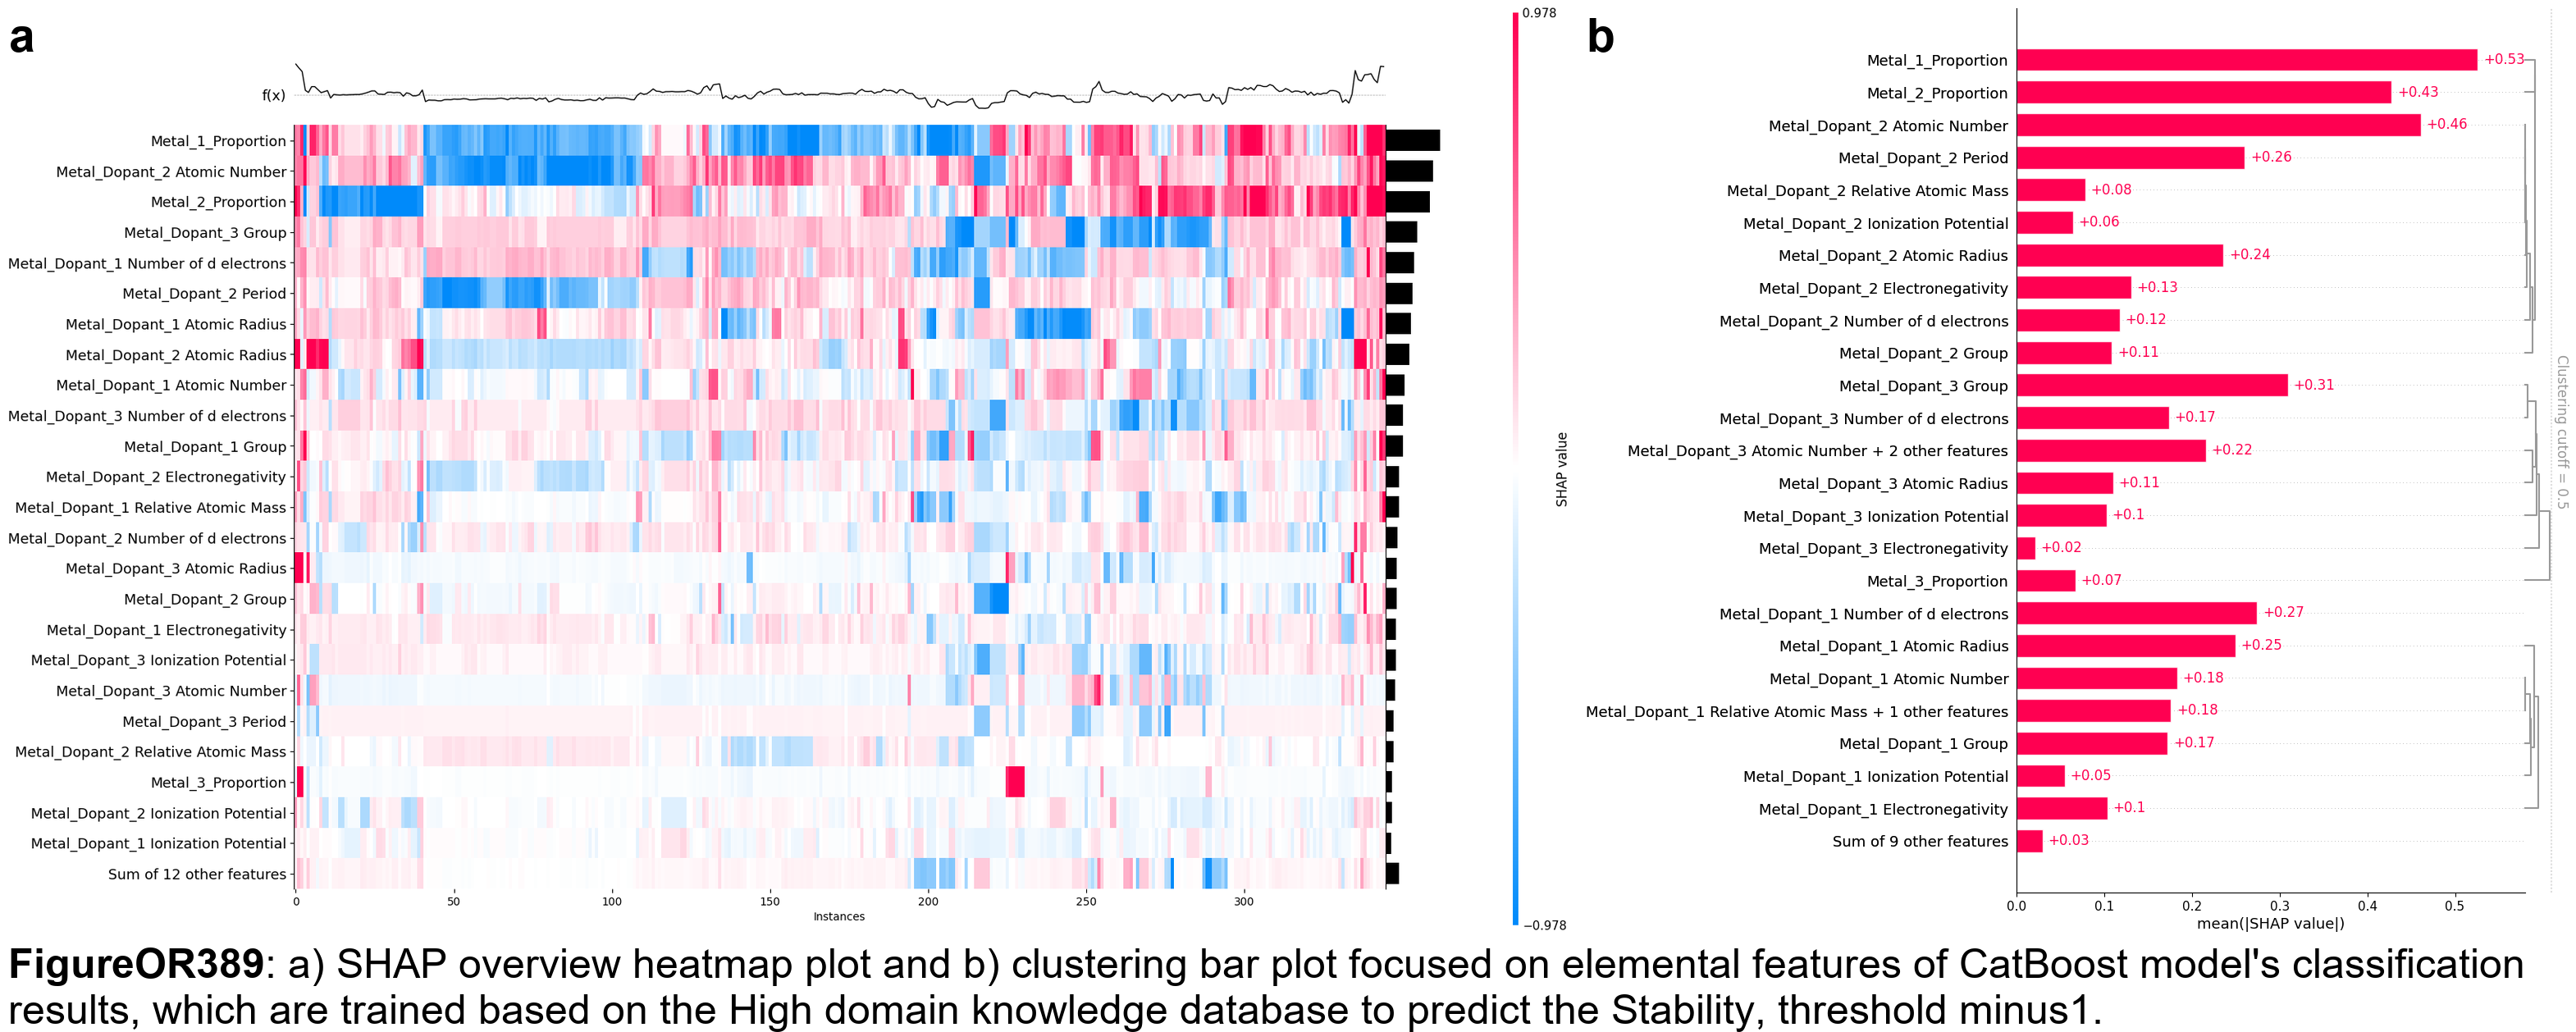 a
f(x)
Metal_1_Proportion
Metal_Dopant_2 Atomic Number
Metal_2_Proportion
Metal_Dopant_3 Group
Metal_Dopant_1 Number of d electrons
Metal_Dopant_2 Period
Metal_Dopant_1 Atomic Radius
Metal_Dopant_2 Atomic Radius
Metal_Dopant_1 Atomic Number
Metal_Dopant_3 Number of d electrons
Metal_Dopant_1 Group
Metal_Dopant_2 Electronegativity
Metal_Dopant_1 Relative Atomic Mass
Metal_Dopant_2 Number of d electrons
Metal_Dopant_3 Atomic Radius
Metal_Dopant_2 Group
Metal_Dopant_1 Electronegativity
Metal_Dopant_3 Ionization Potential
Metal_Dopant_3 Atomic Number
Metal_Dopant_3 Period
Metal_Dopant_2 Relative Atomic Mass
Metal_3_Proportion
Metal_Dopant_2 Ionization Potential
Metal_Dopant_1 Ionization Potential
Sum of 12 other features
0 50 100 150 200 250 300
Instances
0.978
SHAP value
−0.978
b
Metal_1_Proportion +0.53
Metal_2_Proportion +0.43
Metal_Dopant_2 Atomic Number +0.46
Metal_Dopant_2 Period +0.26
Metal_Dopant_2 Relative Atomic Mass +0.08
Metal_Dopant_2 Ionization Potential +0.06
Metal_Dopant_2 Atomic Radius +0.24
Metal_Dopant_2 Electronegativity +0.13
Metal_Dopant_2 Number of d electrons +0.12
Metal_Dopant_2 Group +0.11
Metal_Dopant_3 Group +0.31
Metal_Dopant_3 Number of d electrons +0.17
Metal_Dopant_3 Atomic Number + 2 other features +0.22
Metal_Dopant_3 Atomic Radius +0.11
Metal_Dopant_3 Ionization Potential +0.1
Metal_Dopant_3 Electronegativity +0.02
Metal_3_Proportion +0.07
Metal_Dopant_1 Number of d electrons +0.27
Metal_Dopant_1 Atomic Radius +0.25
Metal_Dopant_1 Atomic Number +0.18
Metal_Dopant_1 Relative Atomic Mass + 1 other features +0.18
Metal_Dopant_1 Group +0.17
Metal_Dopant_1 Ionization Potential +0.05
Metal_Dopant_1 Electronegativity +0.1
Sum of 9 other features +0.03
0.0 0.1 0.2 0.3 0.4 0.5
mean(|SHAP value|)
Clustering cutoff = 0.5
FigureOR389: a) SHAP overview heatmap plot and b) clustering bar plot focused on elemental features of CatBoost model's classification
results, which are trained based on the High domain knowledge database to predict the Stability, threshold minus1.